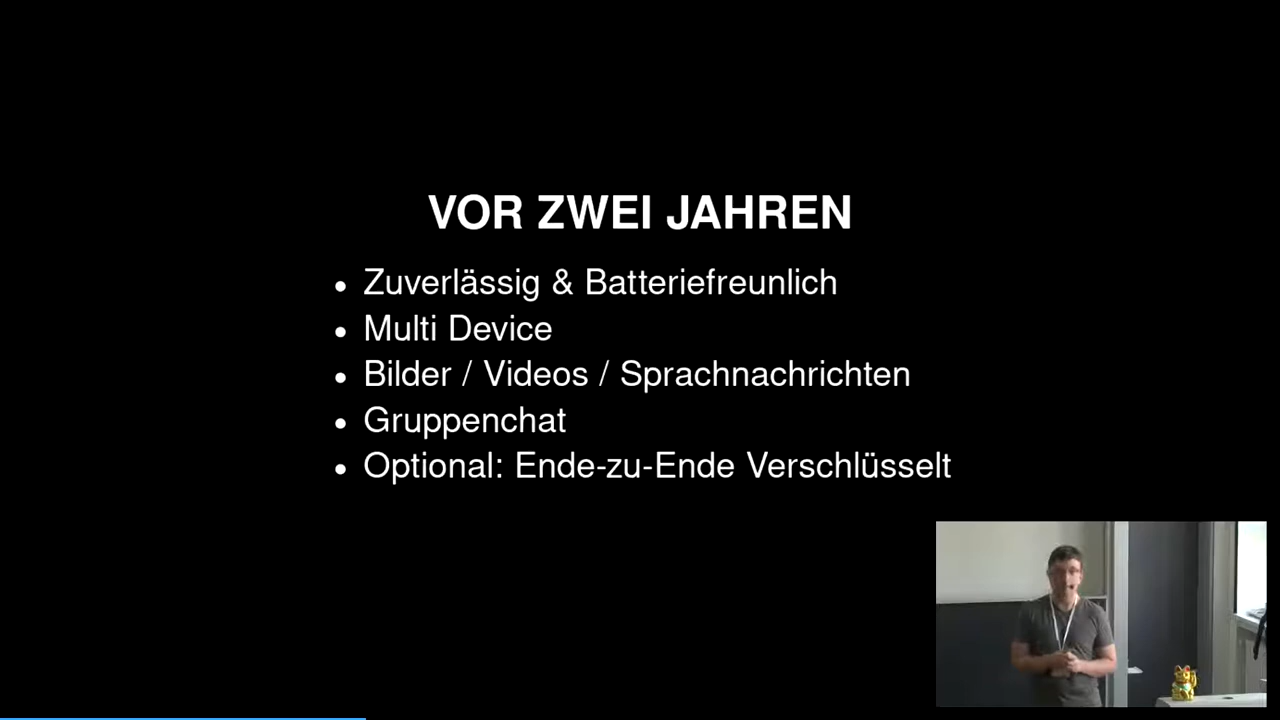 VOR ZWEI JAHREN
Zuverlässig & Batteriefreunlich
Multi Device
Bilder / Videos / Sprachnachrichten
Gruppenchat
Optional: Ende-zu-Ende Verschlüsselt